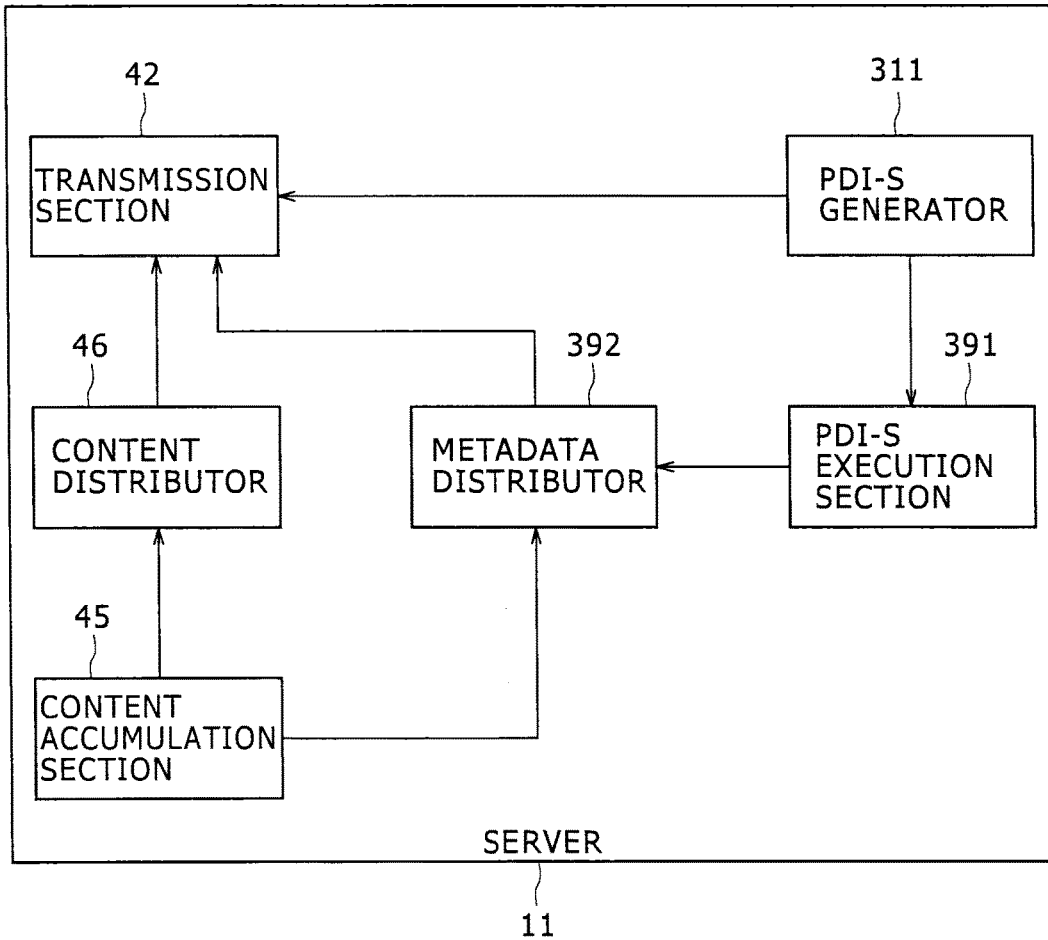 42
311
TRANSMISSION
SECTION
PDI-S
GENERATOR
46
392
391
CONTENT
DISTRIBUTOR
METADATA
DISTRIBUTOR
PDI-S
EXECUTION
SECTION
45
CONTENT
ACCUMULATION
SECTION
SERVER
11